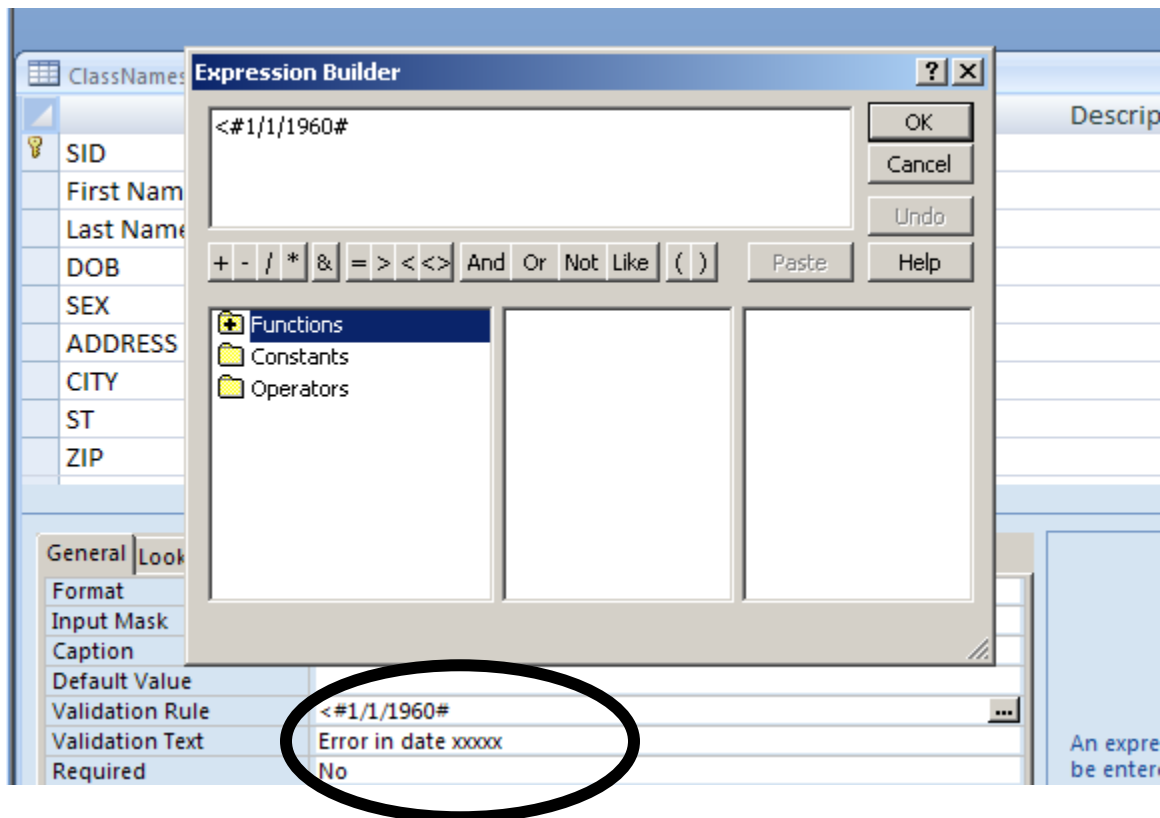 ClassNames
Expression Builder
? X
<#1/1/1960#
OK
Cancel
Undo
Descrip
SID
First Nam
Last Name
DOB
SEX
ADDRESS
CITY
ST
ZIP
+ - / * & = > < <> And Or Not Like ( ) Paste Help
Functions
Constants
Operators
General Look
Format
Input Mask
Caption
Default Value
Validation Rule <#1/1/1960# ...
Validation Text Error in date xxxxx
Required No
An expre
be entere